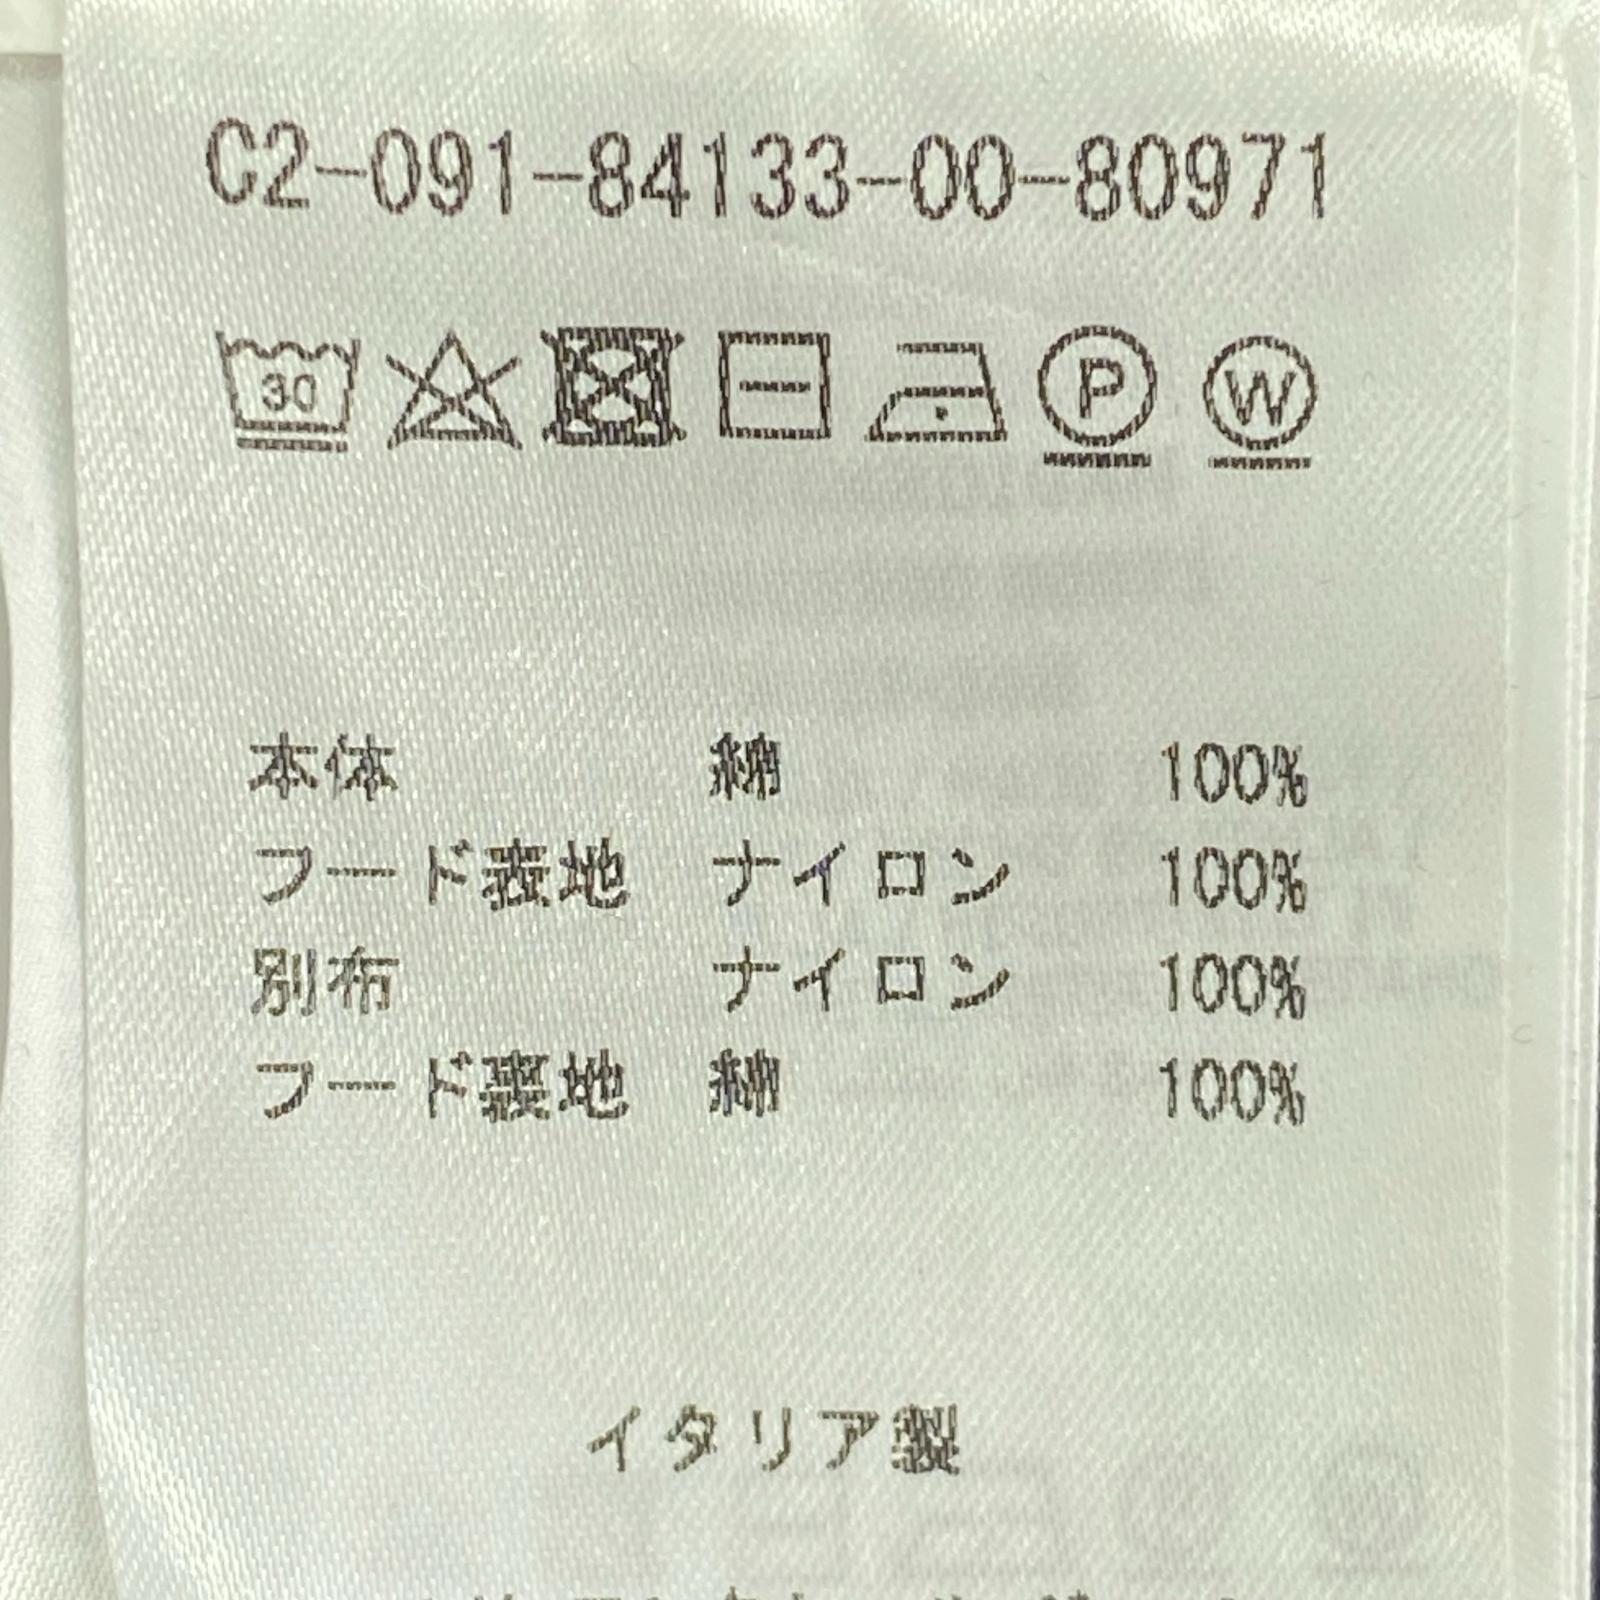 C2-091-84133-00-80971
30 P W
本体 綿 100%
フード表地 ナイロン 100%
別布 ナイロン 100%
フード裏地 綿 100%
イタリア製